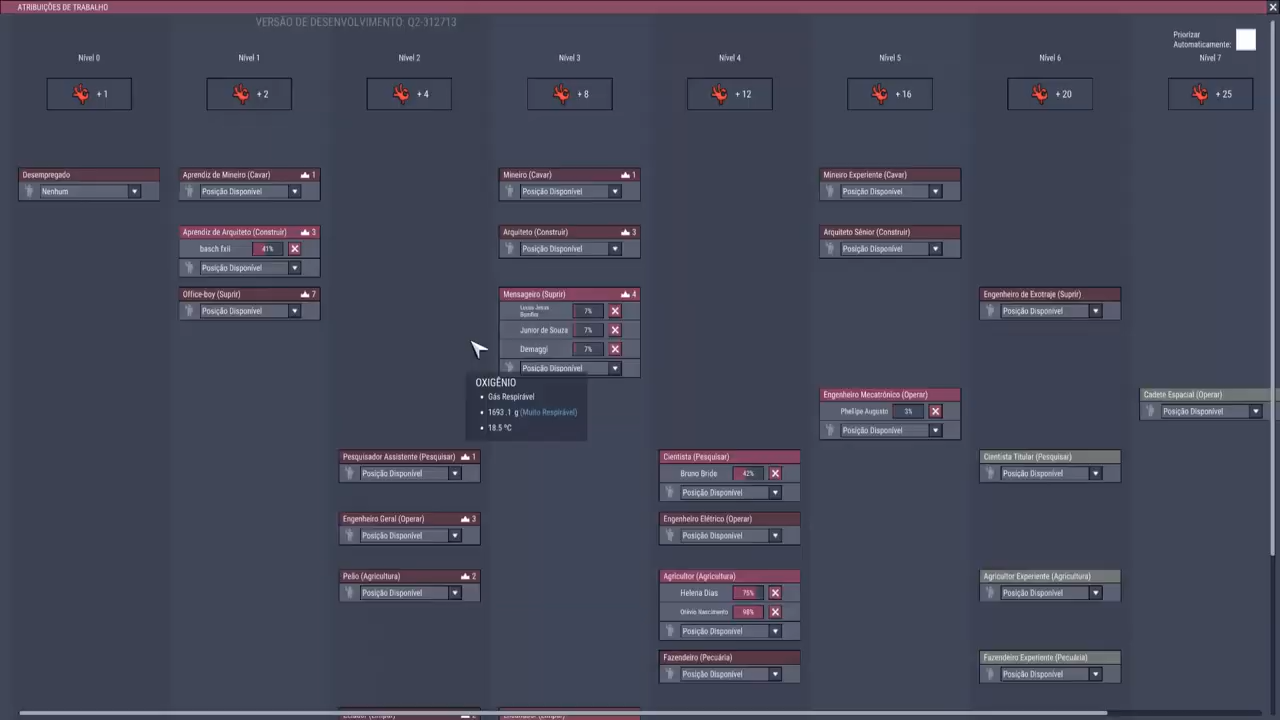 ATRIBUIÇÕES DE TRABALHO
VERSÃO DE DESENVOLVIMENTO: Q2-312713
Priorizar
Automaticamente:
Nível 0
Nível 1
Nível 2
Nível 3
Nível 4
Nível 5
Nível 6
Nível 7
+ 1
+ 2
+ 4
+ 8
+ 12
+ 16
+ 20
+ 25
Desempregado
Nenhum
Aprendiz de Mineiro (Cavar) 1
Posição Disponível
Mineiro (Cavar) 1
Posição Disponível
Mineiro Experiente (Cavar)
Posição Disponível
Aprendiz de Arquiteto (Construir) 3
basch fxii 41%
Posição Disponível
Arquiteto (Construir) 3
Posição Disponível
Arquiteto Sênior (Construir)
Posição Disponível
Office-boy (Suprir) 7
Posição Disponível
Mensageiro (Suprir) 4
7%
Junior de Souza 7%
Demaggi 7%
Posição Disponível
Engenheiro de Exotraje (Suprir)
Posição Disponível
OXIGÊNIO
Gás Respirável
1693 .1 g (Muito Respirável)
18.5 ºC
Engenheiro Mecatrônico (Operar)
Phellipe Augusto 3%
Posição Disponível
Cadete Espacial (Operar)
Posição Disponível
Pesquisador Assistente (Pesquisar) 1
Posição Disponível
Cientista (Pesquisar)
Bruno Bride 42%
Posição Disponível
Cientista Titular (Pesquisar)
Posição Disponível
Engenheiro Geral (Operar) 3
Posição Disponível
Engenheiro Elétrico (Operar)
Posição Disponível
Peão (Agricultura) 2
Posição Disponível
Agricultor (Agricultura)
Helena Dias 75%
Otávio Nascimento 98%
Posição Disponível
Agricultor Experiente (Agricultura)
Posição Disponível
Fazendeiro (Pecuária)
Posição Disponível
Fazendeiro Experiente (Pecuária)
Posição Disponível